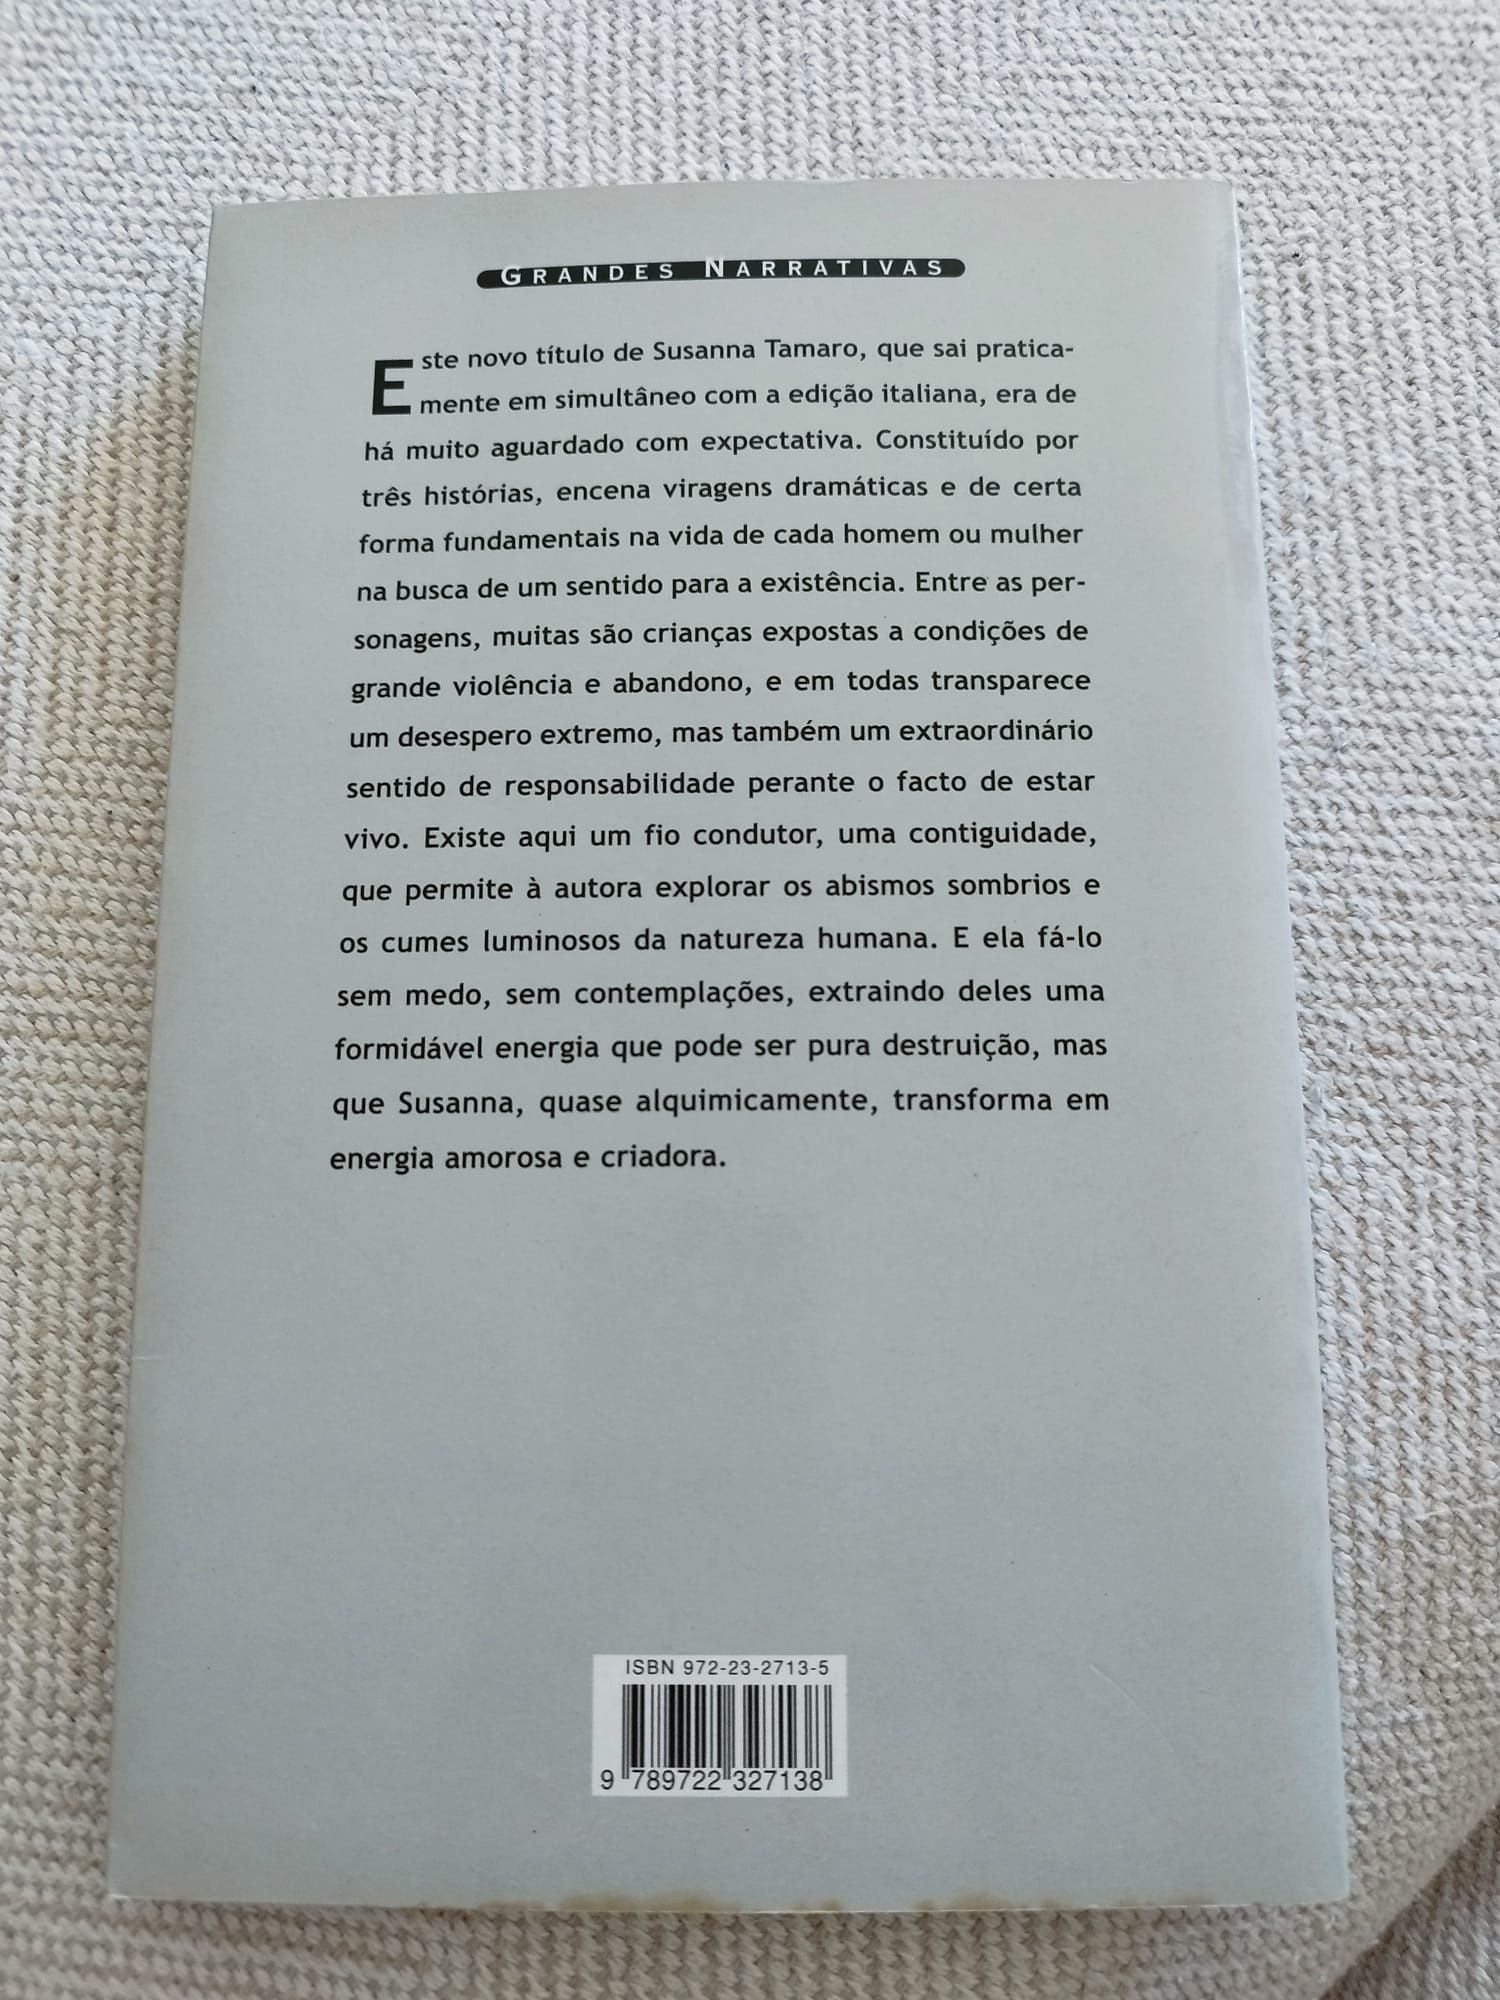 GRANDES NARRATIVAS
Este novo título de Susanna Tamaro, que sai pratica-
mente em simultâneo com a edição italiana, era de
há muito aguardado com expectativa. Constituído por
três histórias, encena viragens dramáticas e de certa
forma fundamentais na vida de cada homem ou mulher
na busca de um sentido para a existência. Entre as per-
sonagens, muitas são crianças expostas a condições de
grande violência e abandono, e em todas transparece
um desespero extremo, mas também um extraordinário
sentido de responsabilidade perante o facto de estar
vivo. Existe aqui um fio condutor, uma contiguidade,
que permite à autora explorar os abismos sombrios e
os cumes luminosos da natureza humana. E ela fá-lo
sem medo, sem contemplações, extraindo deles uma
formidável energia que pode ser pura destruição, mas
que Susanna, quase alquimicamente, transforma em
energia amorosa e criadora.
ISBN 972-23-2713-5
9 789722 327138